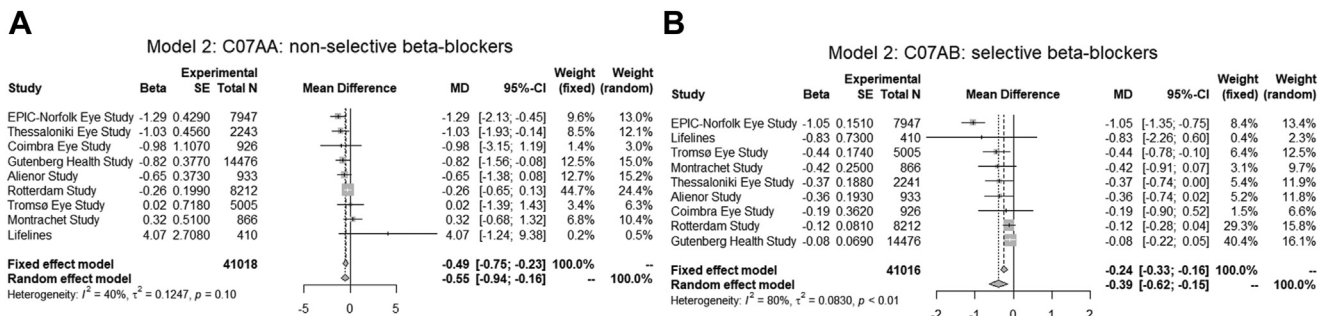 A
Model 2: C07AA: non-selective beta-blockers
Experimental Weight Weight
Study Beta SE Total N Mean Difference MD 95%-CI (fixed) (random)
EPIC-Norfolk Eye Study -1.29 0.4290 7947 -1.29 [-2.13; -0.45] 9.6% 13.0%
Thessaloniki Eye Study -1.03 0.4560 2243 -1.03 [-1.93; -0.14] 8.5% 12.1%
Coimbra Eye Study -0.98 1.1070 926 -0.98 [-3.15; 1.19] 1.4% 3.0%
Gutenberg Health Study -0.82 0.3770 14476 -0.82 [-1.56; -0.08] 12.5% 15.0%
Alienor Study -0.65 0.3730 933 -0.65 [-1.38; 0.08] 12.7% 15.2%
Rotterdam Study -0.26 0.1990 8212 -0.26 [-0.65; 0.13] 44.7% 24.4%
Tromsø Eye Study 0.02 0.7180 5005 0.02 [-1.39; 1.43] 3.4% 6.3%
Montrachet Study 0.32 0.5100 866 0.32 [-0.68; 1.32] 6.8% 10.4%
Lifelines 4.07 2.7080 410 4.07 [-1.24; 9.38] 0.2% 0.5%
Fixed effect model 41018 -0.49 [-0.75; -0.23] 100.0% --
Random effect model -0.55 [-0.94; -0.16] -- 100.0%
Heterogeneity: I² = 40%, τ² = 0.1247, p = 0.10
-5 0 5
B
Model 2: C07AB: selective beta-blockers
Experimental Weight Weight
Study Beta SE Total N Mean Difference MD 95%-CI (fixed) (random)
EPIC-Norfolk Eye Study -1.05 0.1510 7947 -1.05 [-1.35; -0.75] 8.4% 13.4%
Lifelines -0.83 0.7300 410 -0.83 [-2.26; 0.60] 0.4% 2.3%
Tromsø Eye Study -0.44 0.1740 5005 -0.44 [-0.78; -0.10] 6.4% 12.5%
Montrachet Study -0.42 0.2500 866 -0.42 [-0.91; 0.07] 3.1% 9.7%
Thessaloniki Eye Study -0.37 0.1880 2241 -0.37 [-0.74; 0.00] 5.4% 11.9%
Alienor Study -0.36 0.1930 933 -0.36 [-0.74; 0.02] 5.2% 11.8%
Coimbra Eye Study -0.19 0.3620 926 -0.19 [-0.90; 0.52] 1.5% 6.6%
Rotterdam Study -0.12 0.0810 8212 -0.12 [-0.28; 0.04] 29.3% 15.8%
Gutenberg Health Study -0.08 0.0690 14476 -0.08 [-0.22; 0.05] 40.4% 16.1%
Fixed effect model 41016 -0.24 [-0.33; -0.16] 100.0% --
Random effect model -0.39 [-0.62; -0.15] -- 100.0%
Heterogeneity: I² = 80%, τ² = 0.0830, p < 0.01
-2 -1 0 1 2